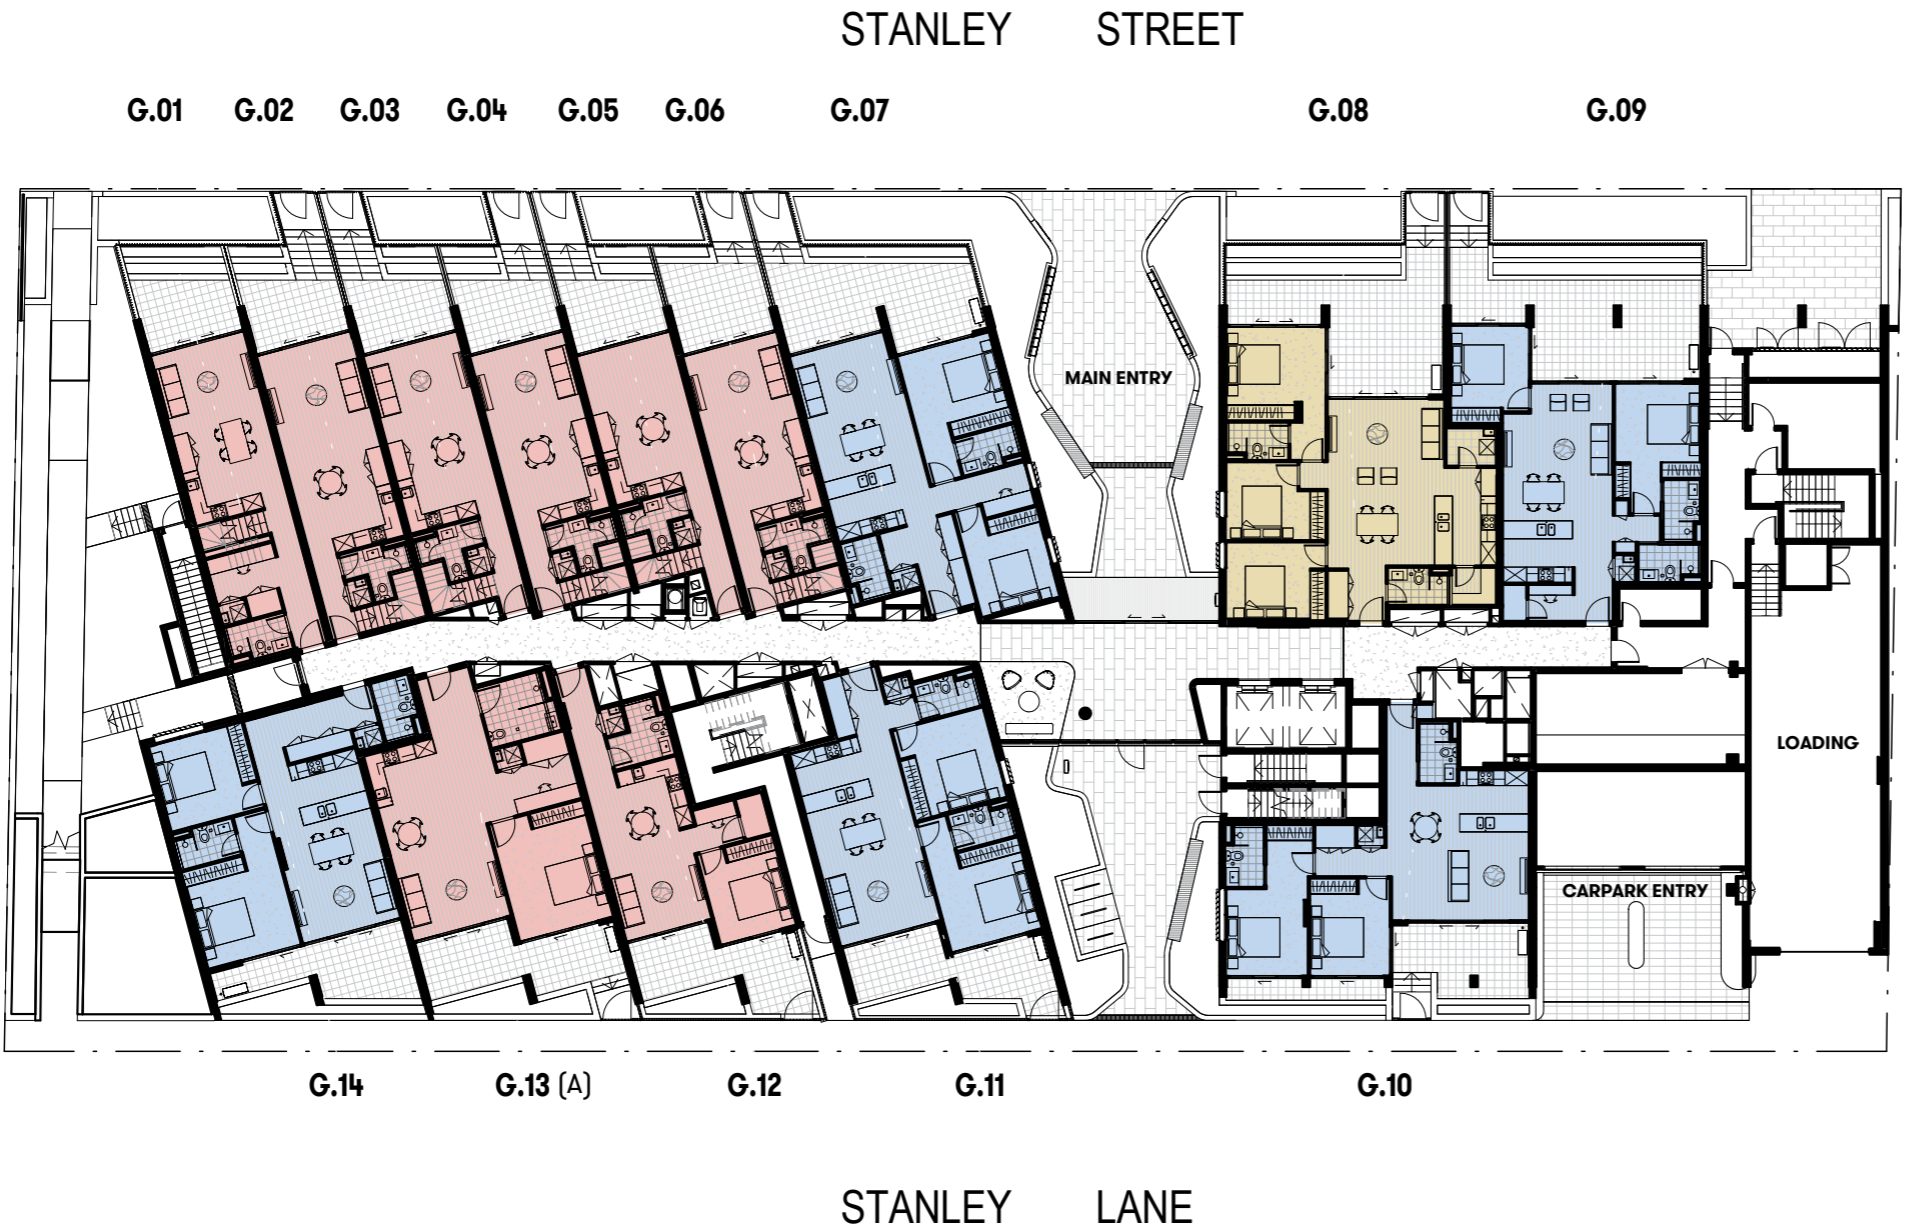 STANLEY STREET
G.01 G.02 G.03 G.04 G.05 G.06 G.07 G.08 G.09
MAIN ENTRY
LOADING
CARPARK ENTRY
G.14 G.13 (A) G.12 G.11 G.10
STANLEY LANE